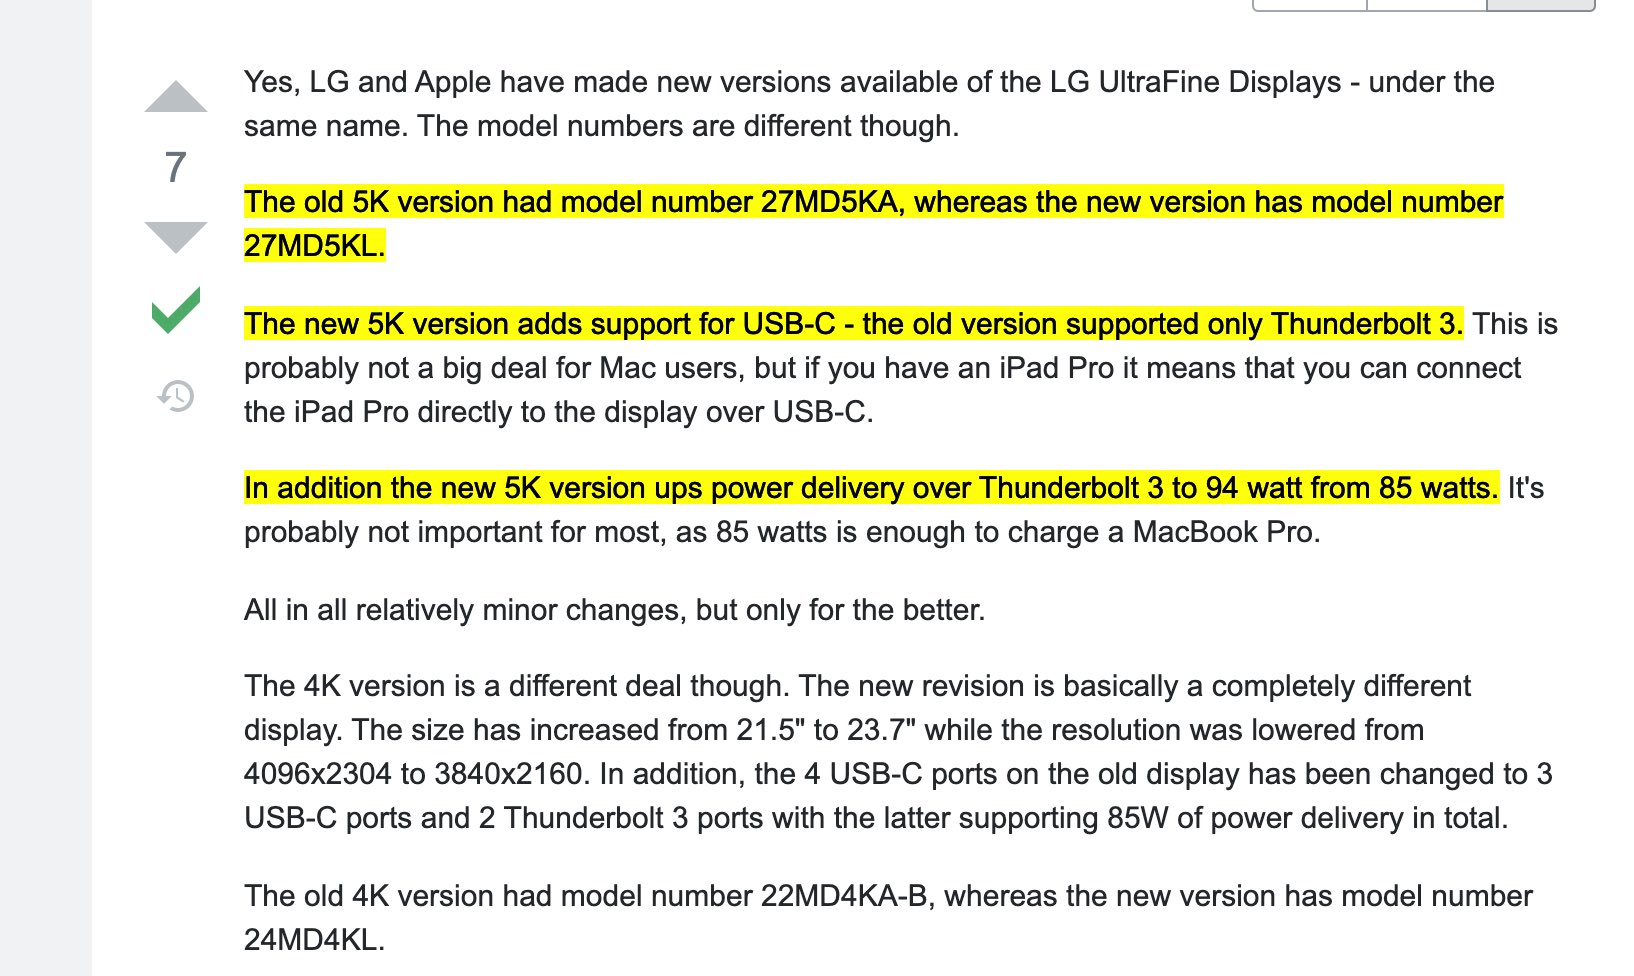 Yes, LG and Apple have made new versions available of the LG UltraFine Displays - under the
same name. The model numbers are different though.
7
The old 5K version had model number 27MD5KA, whereas the new version has model number
27MD5KL.
The new 5K version adds support for USB-C - the old version supported only Thunderbolt 3. This is
probably not a big deal for Mac users, but if you have an iPad Pro it means that you can connect
the iPad Pro directly to the display over USB-C.
In addition the new 5K version ups power delivery over Thunderbolt 3 to 94 watt from 85 watts. It's
probably not important for most, as 85 watts is enough to charge a MacBook Pro.
All in all relatively minor changes, but only for the better.
The 4K version is a different deal though. The new revision is basically a completely different
display. The size has increased from 21.5" to 23.7" while the resolution was lowered from
4096x2304 to 3840x2160. In addition, the 4 USB-C ports on the old display has been changed to 3
USB-C ports and 2 Thunderbolt 3 ports with the latter supporting 85W of power delivery in total.
The old 4K version had model number 22MD4KA-B, whereas the new version has model number
24MD4KL.